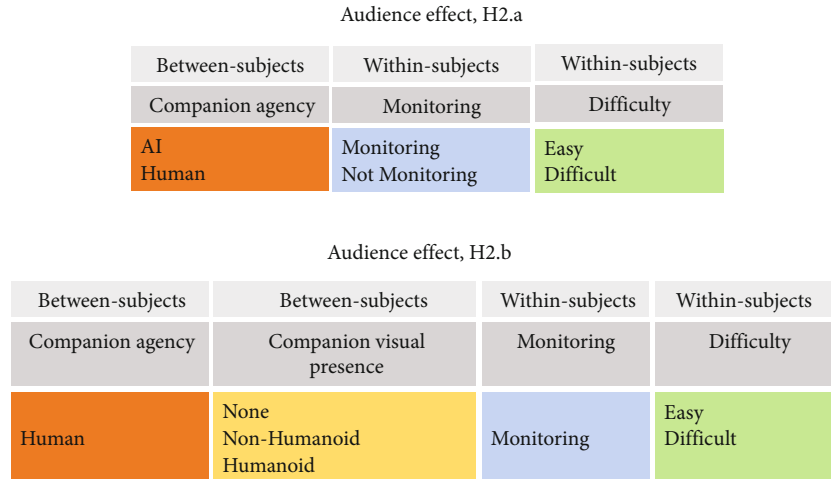 Audience effect, H2.a
Between-subjects Within-subjects Within-subjects
Companion agency Monitoring Difficulty
AI Monitoring Easy
Human Not Monitoring Difficult
Audience effect, H2.b
Between-subjects Between-subjects Within-subjects Within-subjects
Companion agency Companion visual Monitoring Difficulty
presence
None Easy
Human Non-Humanoid Monitoring Difficult
Humanoid